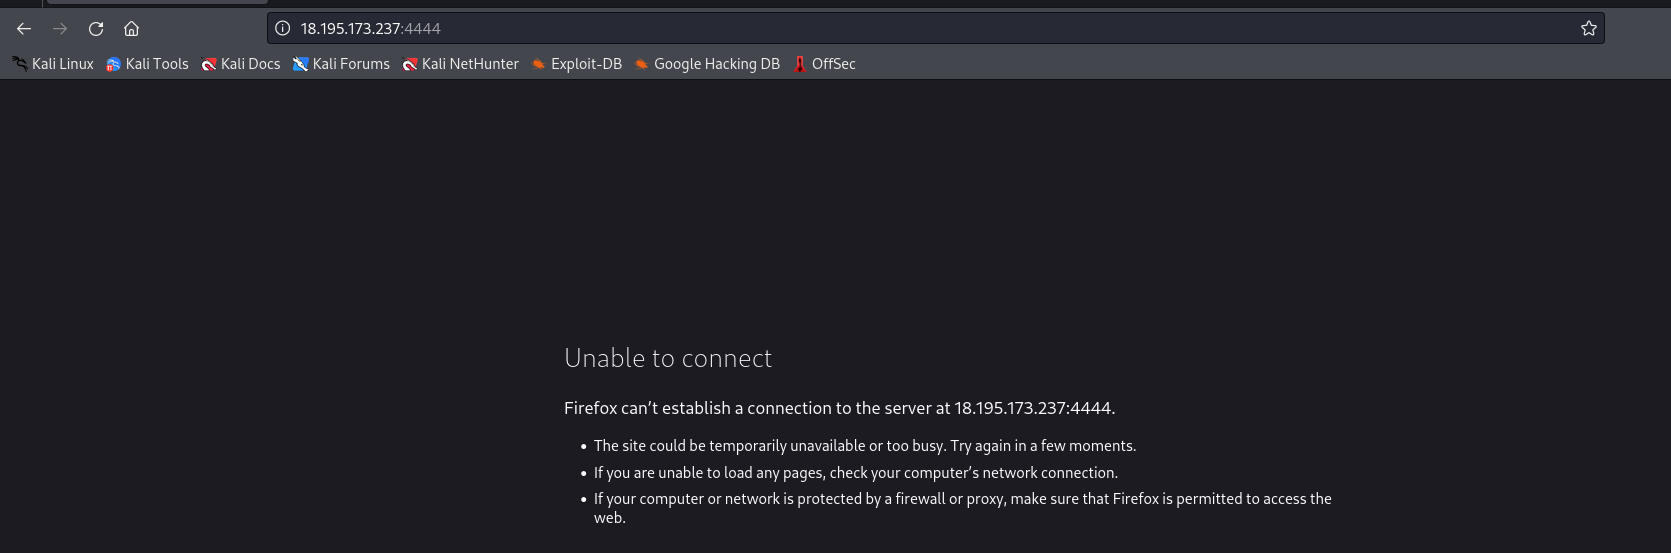 18.195.173.237:4444
Kali Linux Kali Tools Kali Docs Kali Forums Kali NetHunter Exploit-DB Google Hacking DB OffSec
Unable to connect
Firefox can’t establish a connection to the server at 18.195.173.237:4444.
• The site could be temporarily unavailable or too busy. Try again in a few moments.
• If you are unable to load any pages, check your computer’s network connection.
• If your computer or network is protected by a firewall or proxy, make sure that Firefox is permitted to access the
web.